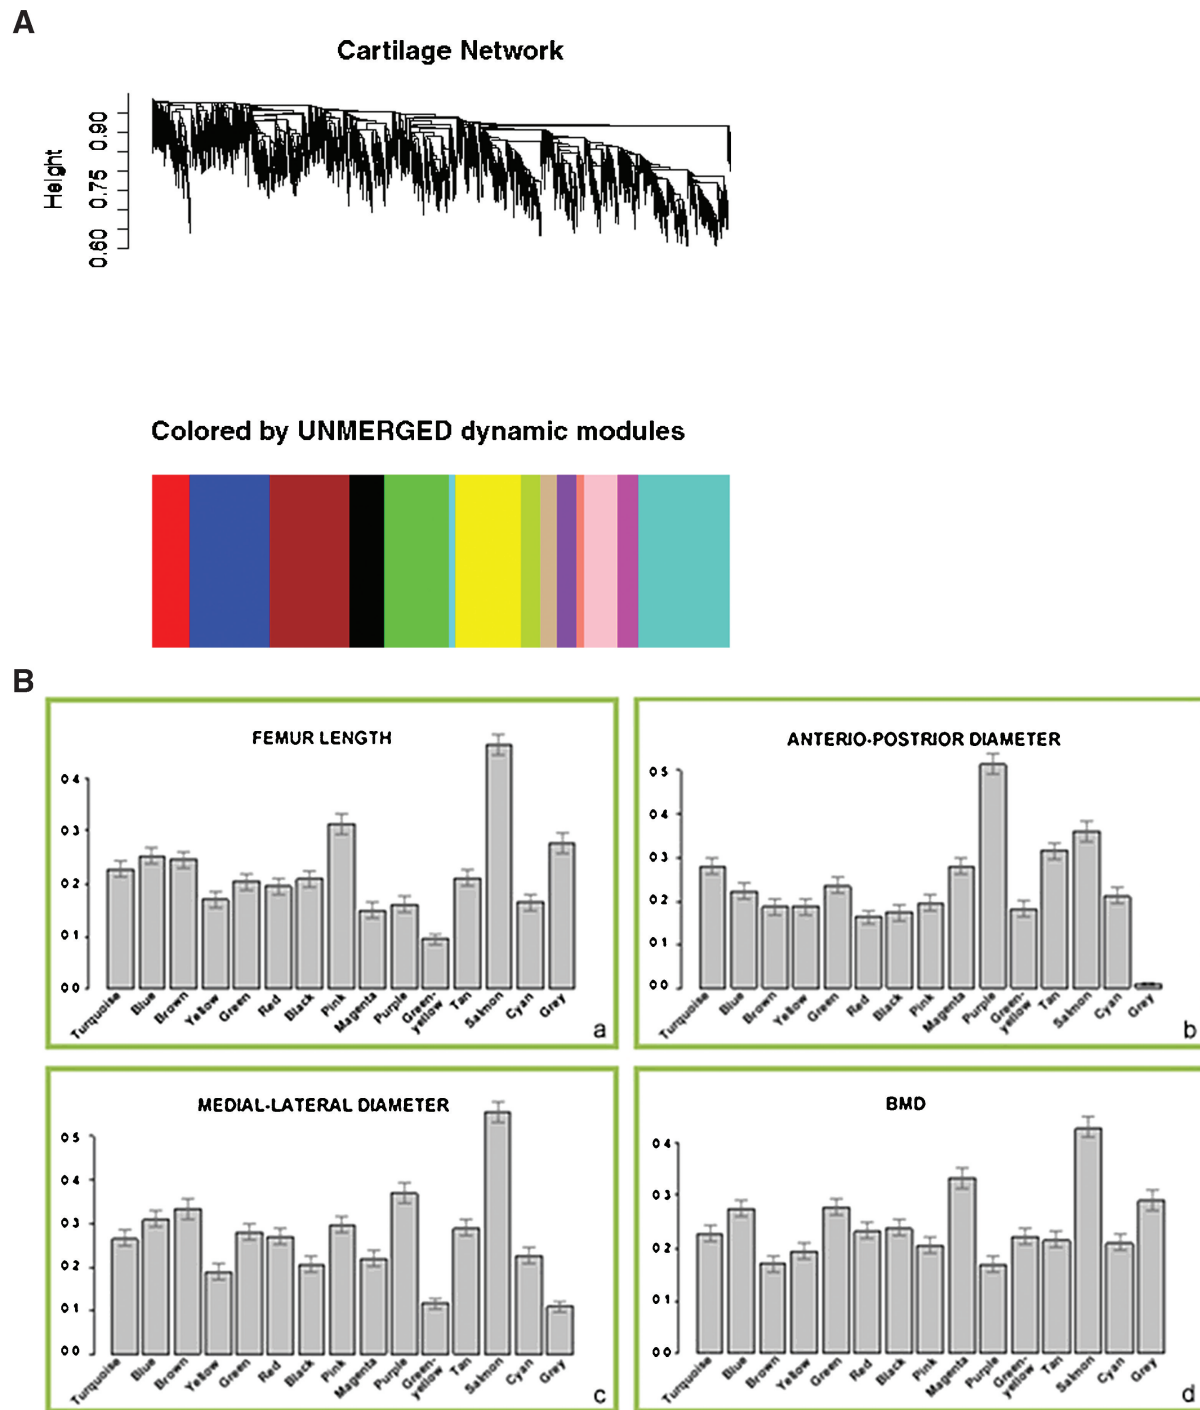 A
Cartilage Network
Height
0.90
0.75
0.60
Colored by UNMERGED dynamic modules
B
FEMUR LENGTH
0 4
0 3
0 2
0 1
0 0
Turquoise Blue Brown Yellow Green Red Black Pink Magenta Purple Green-yellow Tan Salmon Cyan Grey
a
ANTERIO-POSTRIOR DIAMETER
0 5
0 4
0 3
0 2
0 1
0 0
Turquoise Blue Brown Yellow Green Red Black Pink Magenta Purple Green-yellow Tan Salmon Cyan Grey
b
MEDIAL-LATERAL DIAMETER
0 5
0 4
0 3
0 2
0 1
0 0
Turquoise Blue Brown Yellow Green Red Black Pink Magenta Purple Green-yellow Tan Salmon Cyan Grey
c
BMD
0 4
0 3
0 2
0 1
0 0
Turquoise Blue Brown Yellow Green Red Black Pink Magenta Purple Green-yellow Tan Salmon Cyan Grey
d